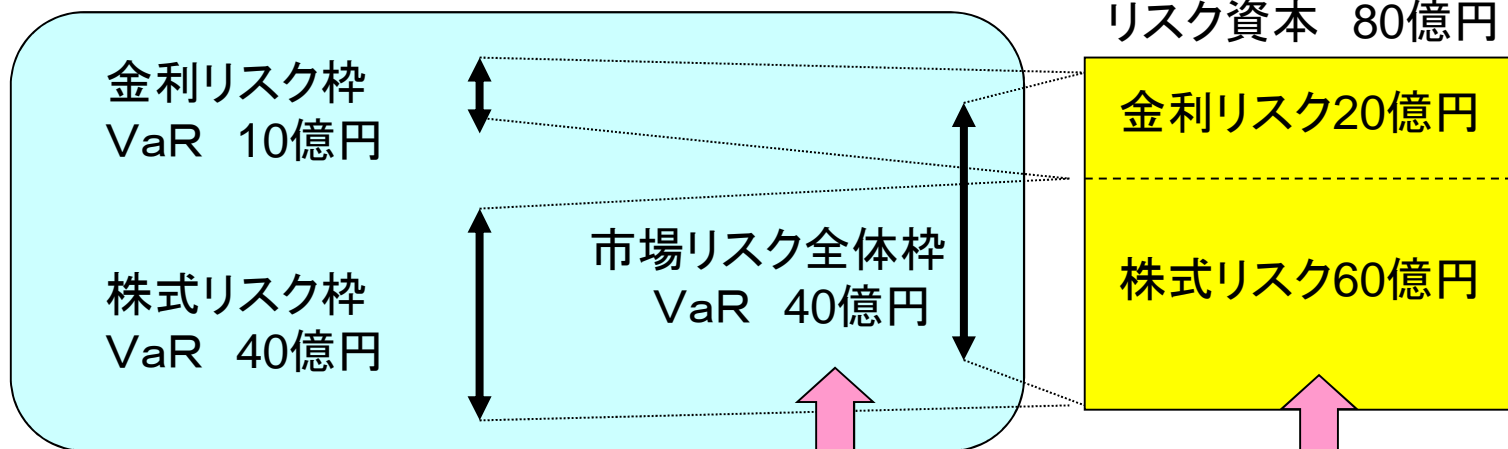 リスク資本　80億円
金利リスク枠
ＶaＲ　10億円
株式リスク枠
ＶaＲ　40億円
市場リスク全体枠
ＶaＲ　40億円
金利リスク20億円
株式リスク60億円